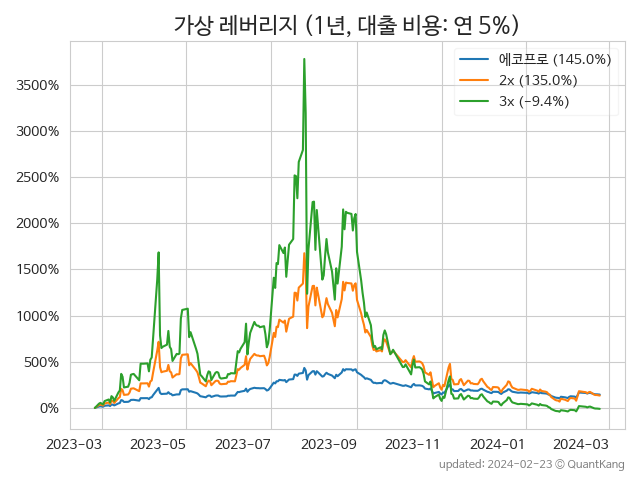 가상 레버리지 (1년, 대출 비용: 연 5%)
에코프로 (145.0%)
2x (135.0%)
3x (−9.4%)
3500%
3000%
2500%
2000%
1500%
1000%
500%
0%
2023-03 2023-05 2023-07 2023-09 2023-11 2024-01 2024-03
updated: 2024-02-23 ⓒ QuantKang